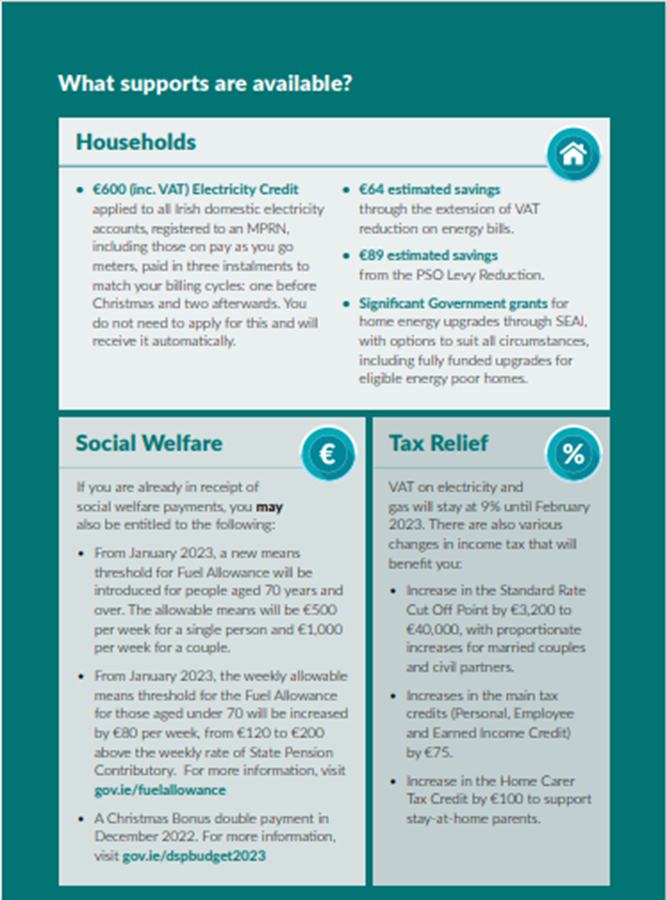 What supports are available?
Households
• €600 (inc. VAT) Electricity Credit
applied to all Irish domestic electricity
accounts, registered to an MPRN,
including those on pay as you go
meters, paid in three instalments to
match your billing cycles: one before
Christmas and two afterwards. You
do not need to apply for this and will
receive it automatically.
• €64 estimated savings
through the extension of VAT
reduction on energy bills.
• €89 estimated savings
from the PSO Levy Reduction.
• Significant Government grants for
home energy upgrades through SEAI,
with options to suit all circumstances,
including fully funded upgrades for
eligible energy poor homes.
Social Welfare
€
If you are already in receipt of
social welfare payments, you may
also be entitled to the following:
• From January 2023, a new means
threshold for Fuel Allowance will be
introduced for people aged 70 years and
over. The allowable means will be €500
per week for a single person and €1,000
per week for a couple.
• From January 2023, the weekly allowable
means threshold for the Fuel Allowance
for those aged under 70 will be increased
by €80 per week, from €120 to €200
above the weekly rate of State Pension
Contributory. For more information, visit
gov.ie/fuelallowance
• A Christmas Bonus double payment in
December 2022. For more information,
visit gov.ie/dspbudget2023
Tax Relief
%
VAT on electricity and
gas will stay at 9% until February
2023. There are also various
changes in income tax that will
benefit you:
• Increase in the Standard Rate
Cut Off Point by €3,200 to
€40,000, with proportionate
increases for married couples
and civil partners.
• Increases in the main tax
credits (Personal, Employee
and Earned Income Credit)
by €75.
• Increase in the Home Carer
Tax Credit by €100 to support
stay-at-home parents.